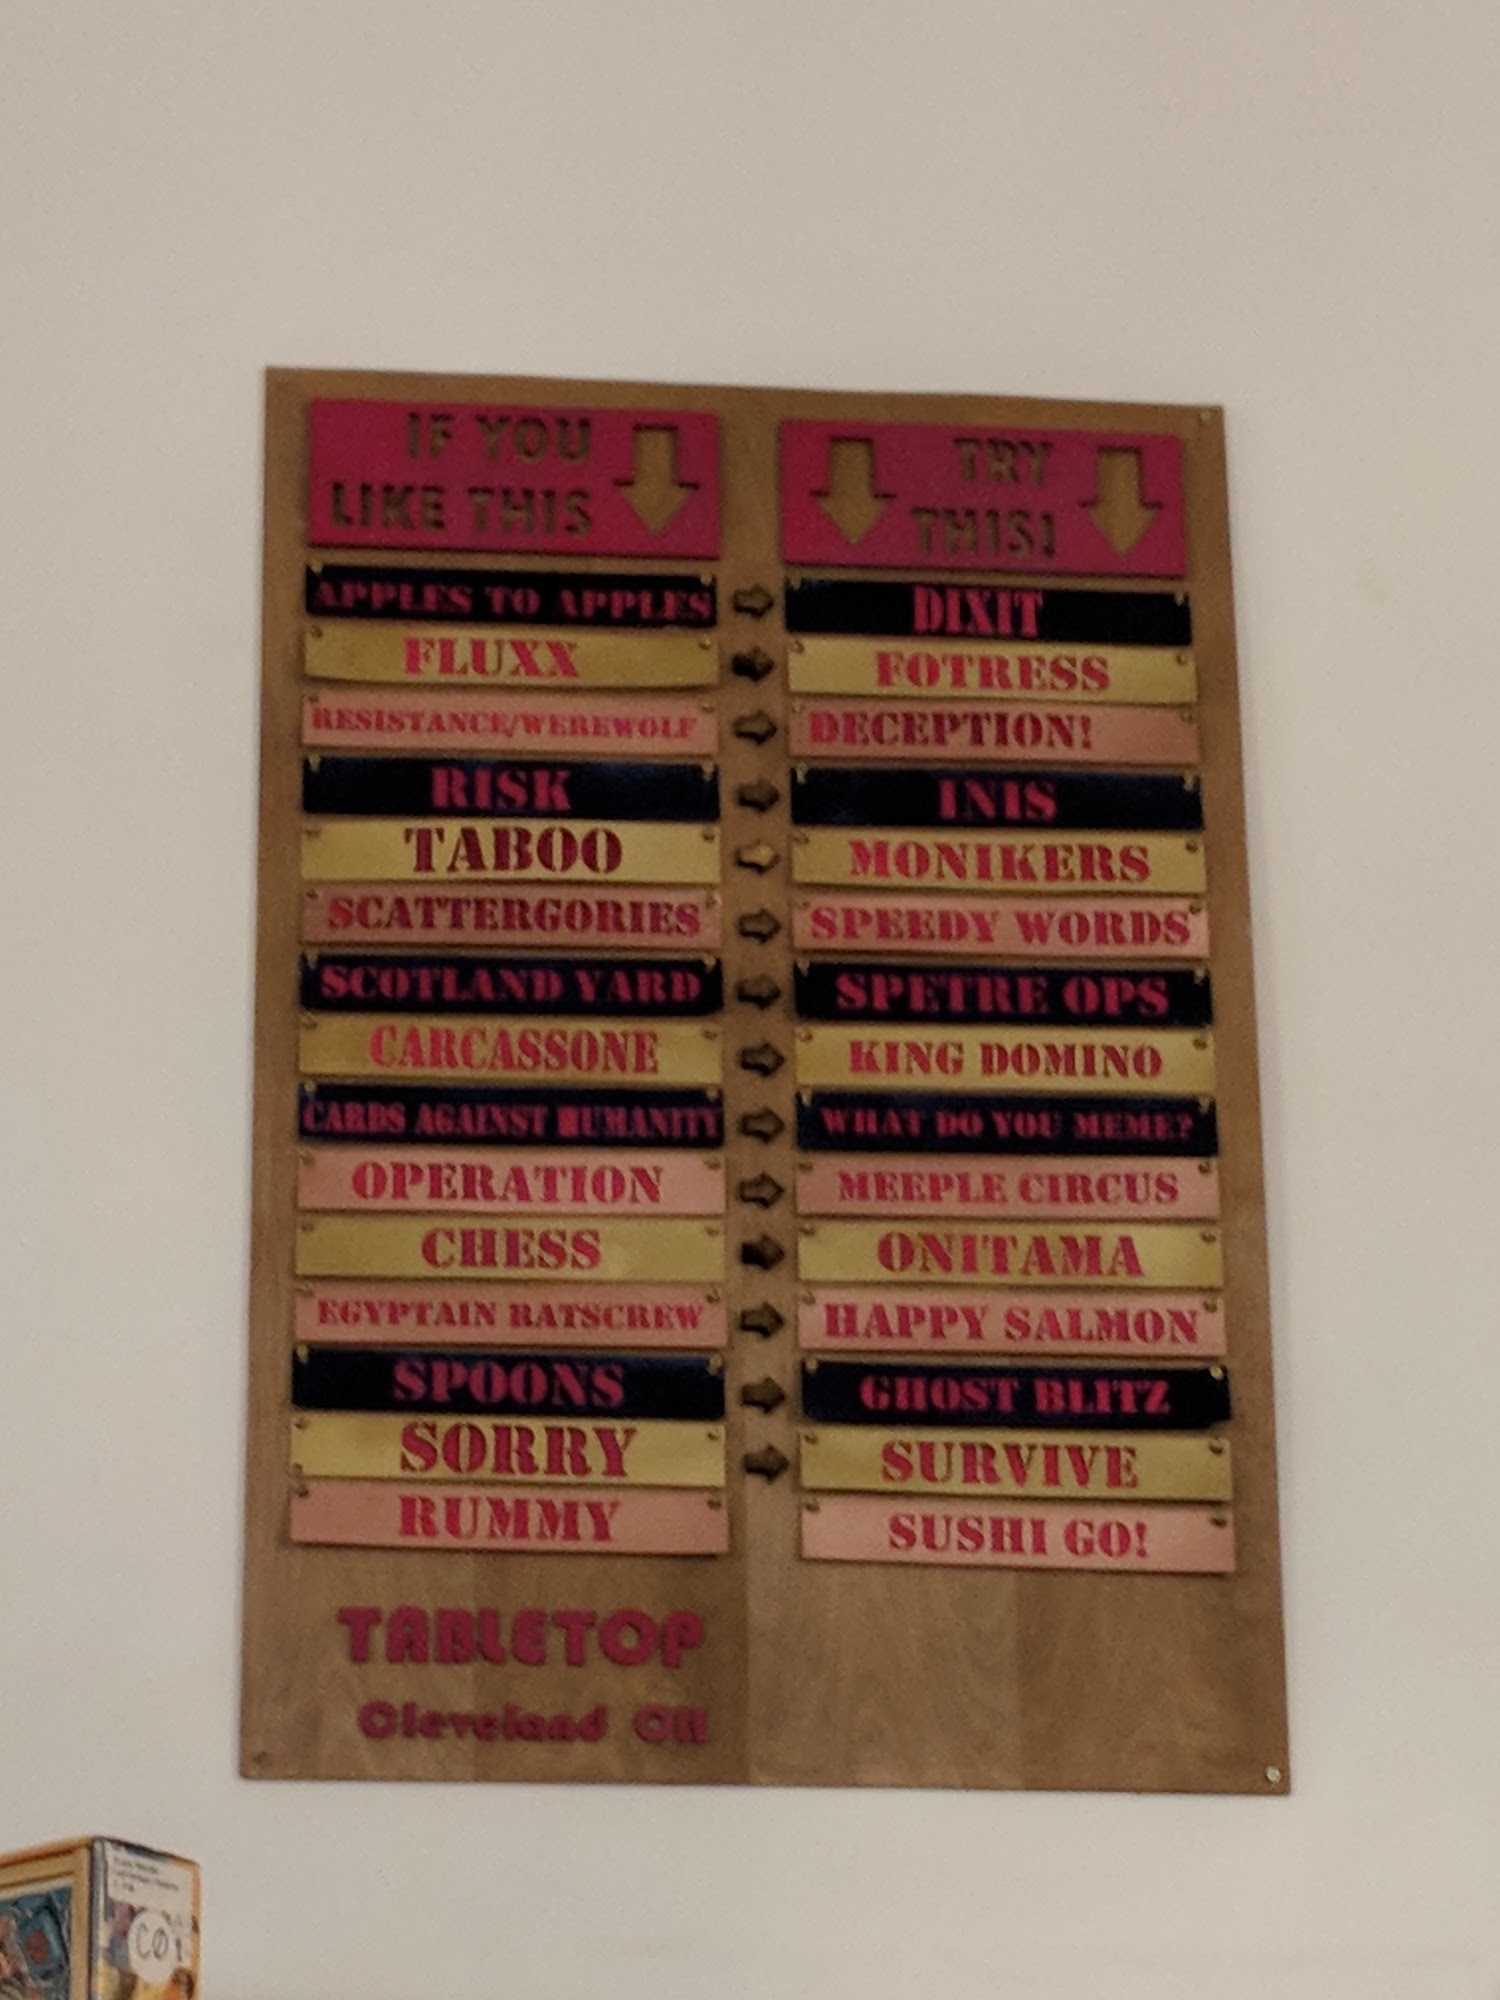 IF YOU
LIKE THIS
TRY
THIS!
APPLES TO APPLES DIXIT
FLUXX FOTRESS
RESISTANCE/WEREWOLF DECEPTION!
RISK INIS
TABOO MONIKERS
SCATTERGORIES SPEEDY WORDS
SCOTLAND YARD SPETRE OPS
CARCASSONE KING DOMINO
CARDS AGAINST HUMANITY WHAT DO YOU MEME?
OPERATION MEEPLE CIRCUS
CHESS ONITAMA
EGYPTAIN RATSCREW HAPPY SALMON
SPOONS GHOST BLITZ
SORRY SURVIVE
RUMMY SUSHI GO!
TABLETOP
Cleveland OH